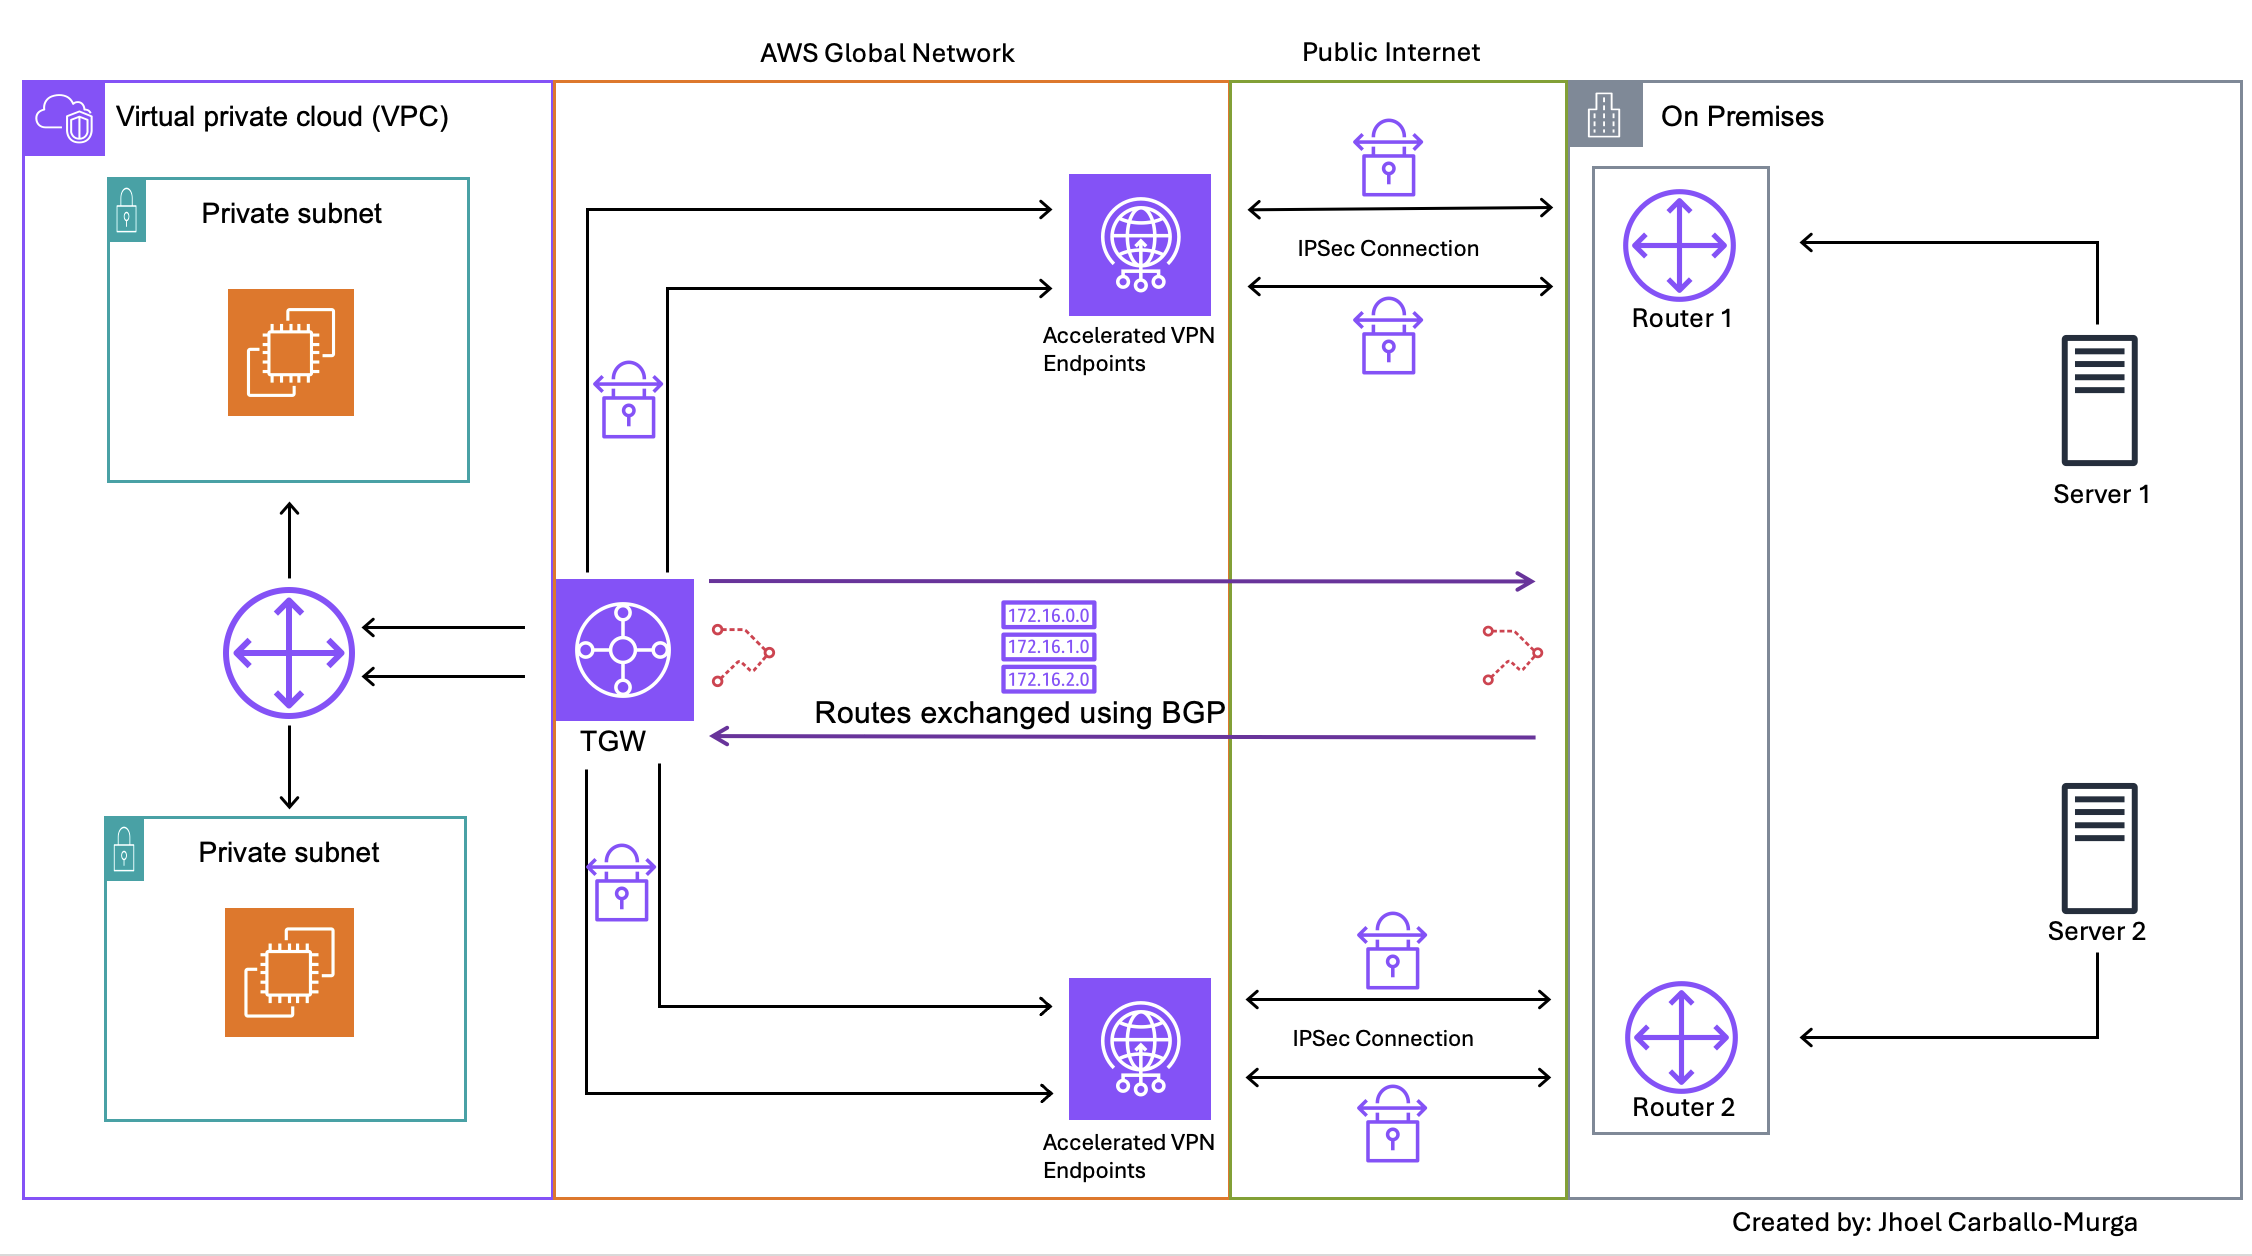 AWS Global Network
Public Internet
Virtual private cloud (VPC)
On Premises
Private subnet
IPSec Connection
Router 1
Accelerated VPN
Endpoints
Server 1
172.16.0.0
172.16.1.0
172.16.2.0
Routes exchanged using BGP
TGW
Private subnet
Server 2
IPSec Connection
Router 2
Accelerated VPN
Endpoints
Created by: Jhoel Carballo-Murga